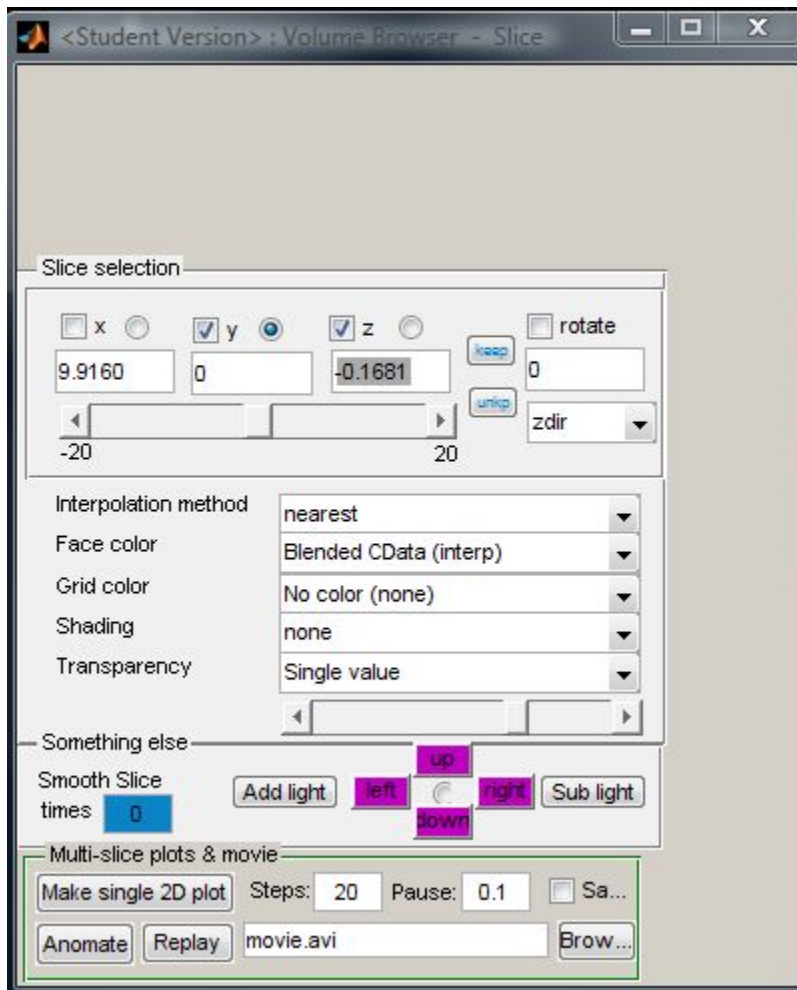 <Student Version> : Volume Browser - Slice
Slice selection
x y z rotate
9.9160 0 -0.1681 keep 0
unkp zdir
-20 20
Interpolation method nearest
Face color Blended CData (interp)
Grid color No color (none)
Shading none
Transparency Single value
Something else
up
Smooth Slice
times 0 Add light left right Sub light
down
Multi-slice plots & movie
Make single 2D plot Steps: 20 Pause: 0.1 Sa...
Anomate Replay movie.avi Brow...